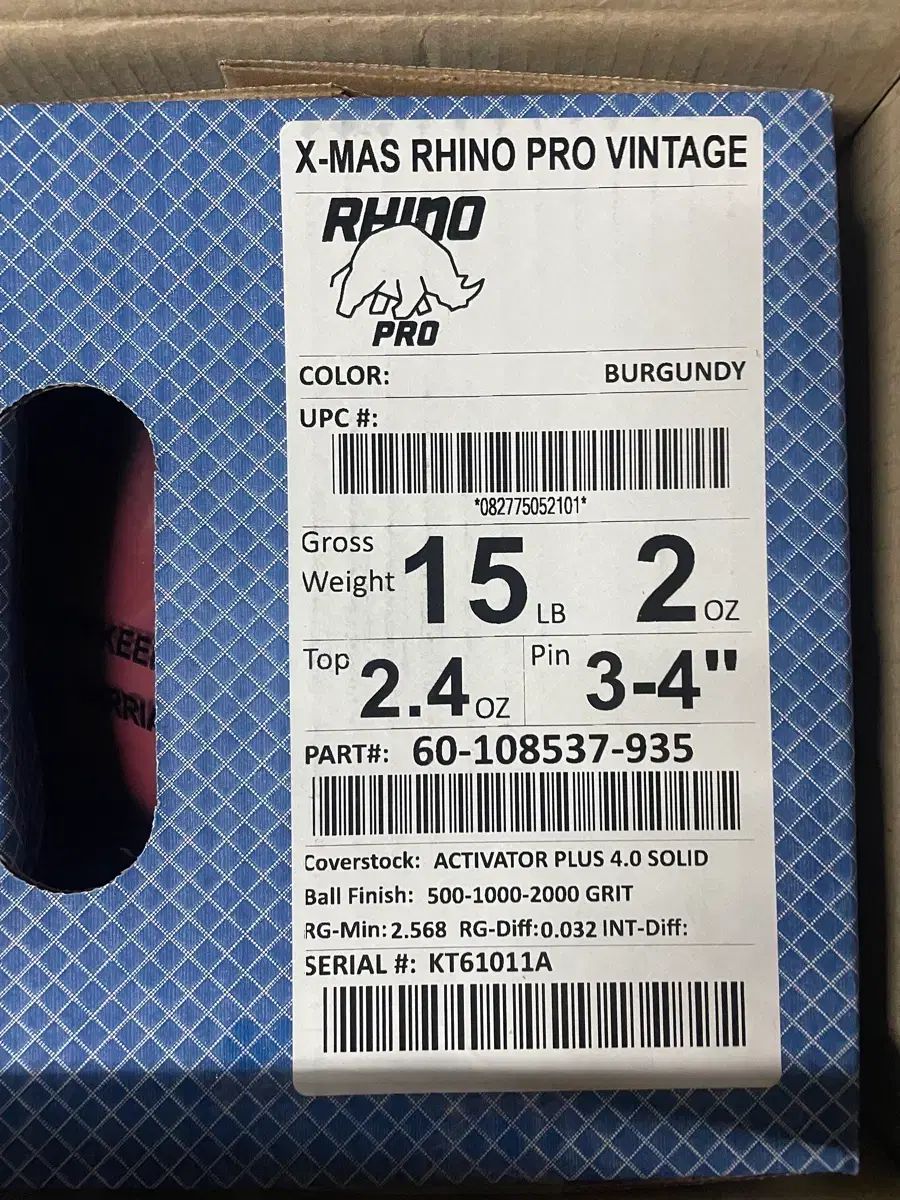 X-MAS RHINO PRO VINTAGE
RHINO
PRO
COLOR: BURGUNDY
UPC #:
*082775052101*
Gross Weight 15 LB 2 OZ
Top 2.4 OZ Pin 3-4"
PART#: 60-108537-935
Coverstock: ACTIVATOR PLUS 4.0 SOLID
Ball Finish: 500-1000-2000 GRIT
RG-Min: 2.568 RG-Diff: 0.032 INT-Diff:
SERIAL #: KT61011A